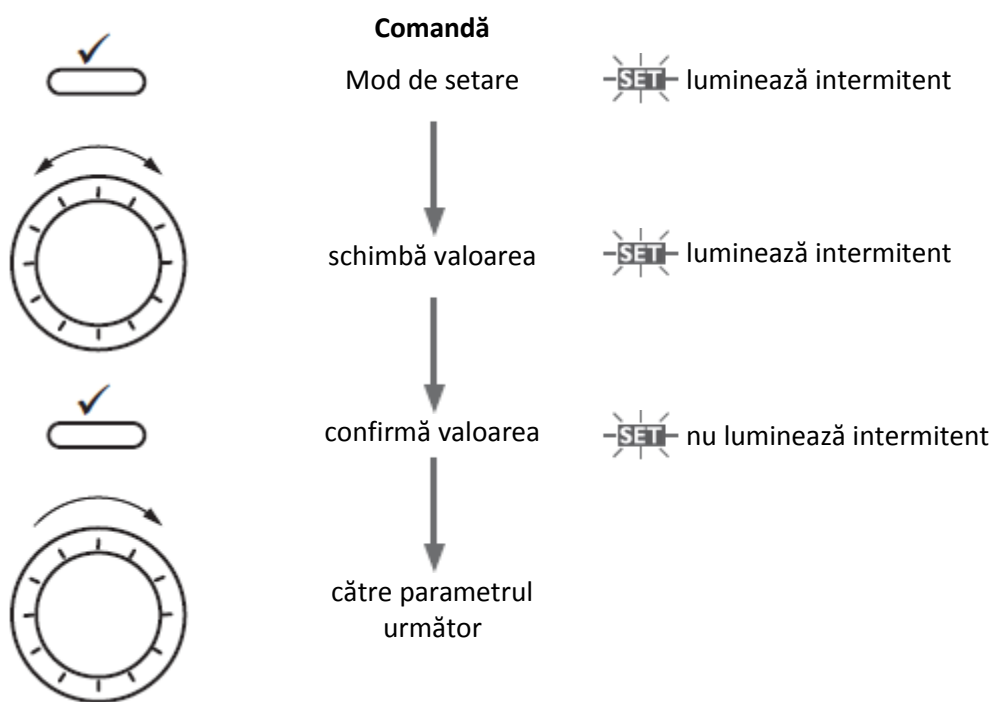 Comandă
Mod de setare
SET luminează intermitent
schimbă valoarea
SET luminează intermitent
confirmă valoarea
SET nu luminează intermitent
către parametrul
următor